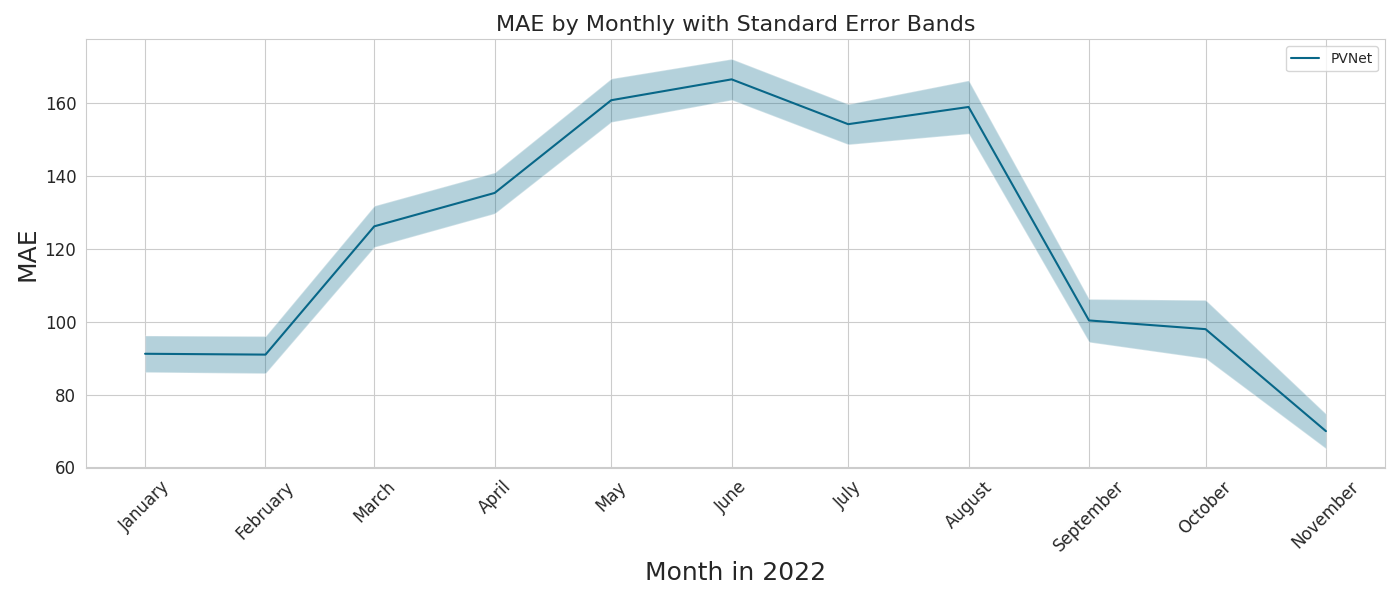 MAE by Monthly with Standard Error Bands
PVNet
160
140
120
100
80
60
MAE
January
February
March
April
May
June
July
August
September
October
November
Month in 2022